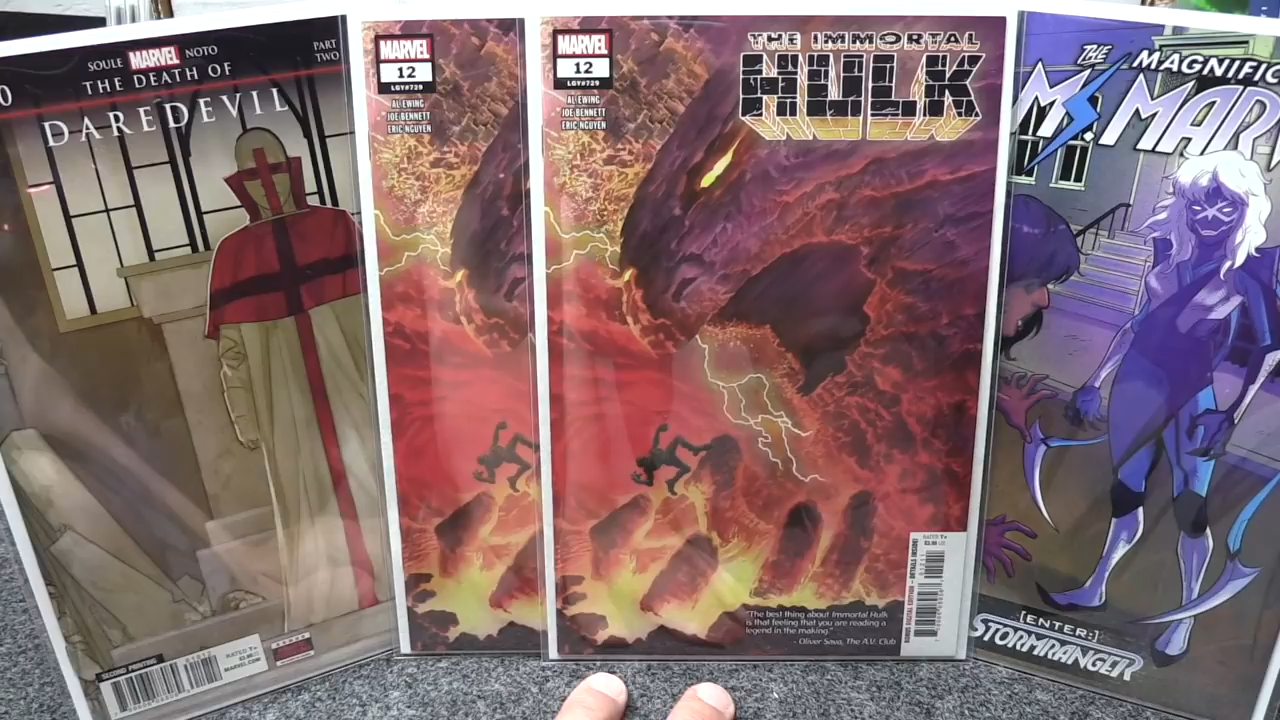 SOULE MARVEL NOTO
PART TWO
THE DEATH OF
DAREDEVIL
0
SECOND PRINTING
RATED T+
MARVEL.COM
MARVEL
12
LGY#729
AL EWING
JOE BENNETT
ERIC NGUYEN
MARVEL
12
LGY#729
AL EWING
JOE BENNETT
ERIC NGUYEN
THE IMMORTAL
HULK
RATED T+
$3.99 US
"The best thing about Immortal Hulk
is that feeling that you are reading a
legend in the making."
- Oliver Sava, The A.V. Club
THE MAGNIFIC
MS MAR
[ENTER:]
STORMRANGER